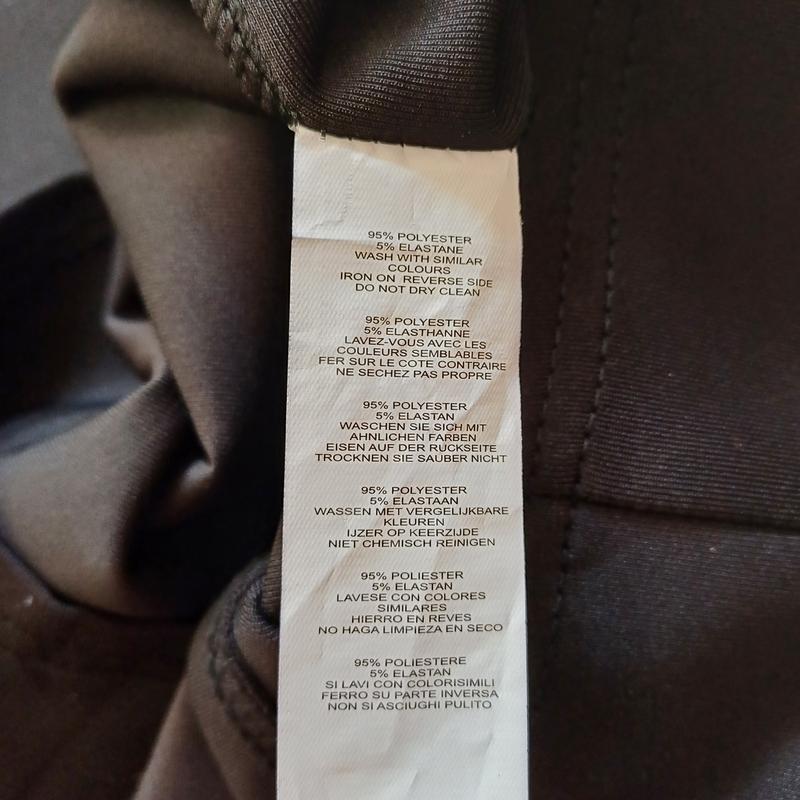 95% POLYESTER
5% ELASTANE
WASH WITH SIMILAR
COLOURS
IRON ON REVERSE SIDE
DO NOT DRY CLEAN
95% POLYESTER
5% ELASTHANNE
LAVEZ-VOUS AVEC LES
COULEURS SEMBLABLES
FER SUR LE COTE CONTRAIRE
NE SECHEZ PAS PROPRE
95% POLYESTER
5% ELASTAN
WASCHEN SIE SICH MIT
AHNLICHEN FARBEN
EISEN AUF DER RUCKSEITE
TROCKNEN SIE SAUBER NICHT
95% POLYESTER
5% ELASTAAN
WASSEN MET VERGELIJKBARE
KLEUREN
IJZER OP KEERZIJDE
NIET CHEMISCH REINIGEN
95% POLIESTER
5% ELASTAN
LAVESE CON COLORES
SIMILARES
HIERRO EN REVES
NO HAGA LIMPIEZA EN SECO
95% POLIESTERE
5% ELASTAN
SI LAVI CON COLORISIMILI
FERRO SU PARTE INVERSA
NON SI ASCIUGHI PULITO